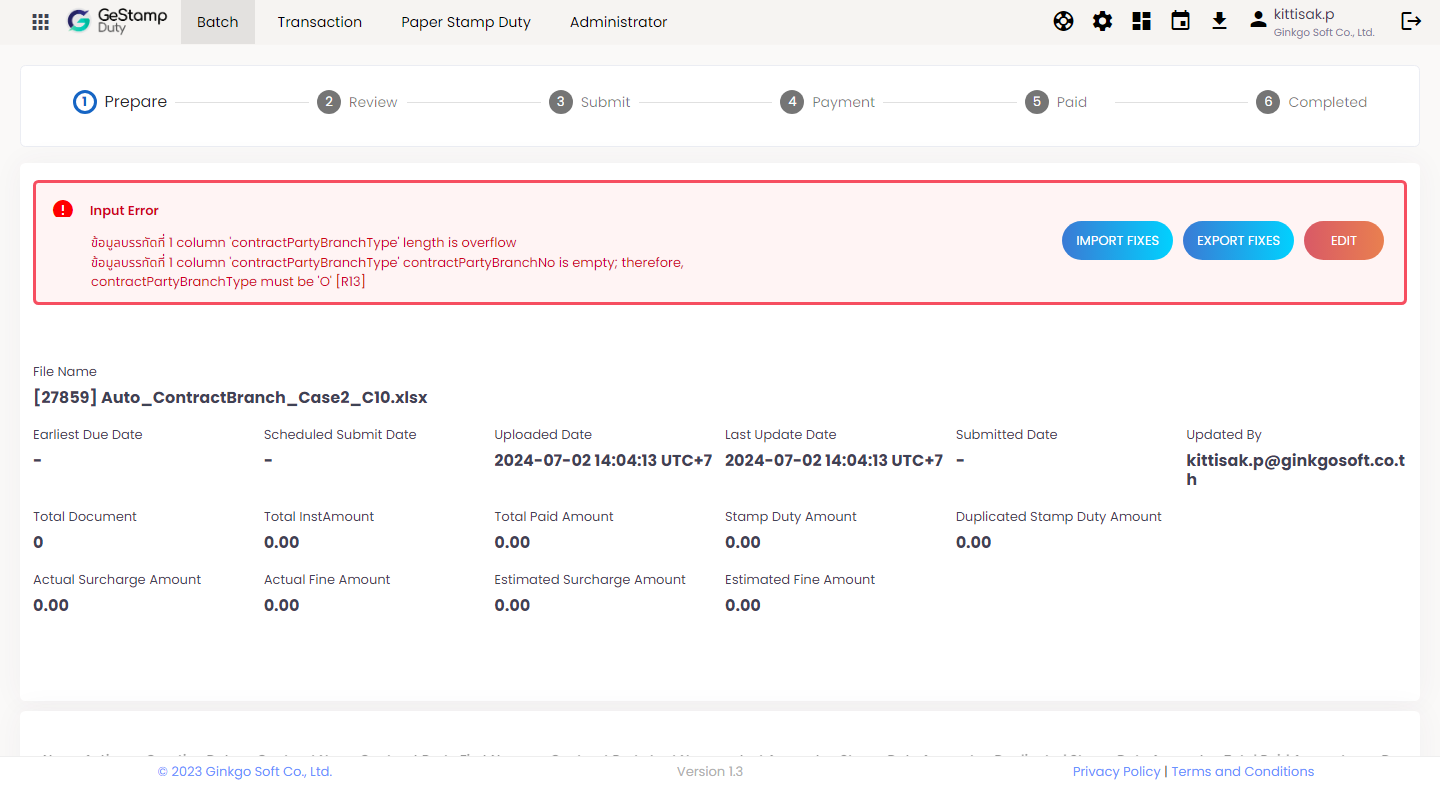 GeStamp
Duty
Batch
Transaction
Paper Stamp Duty
Administrator
kittisak.p
Ginkgo Soft Co., Ltd.
1 Prepare
2 Review
3 Submit
4 Payment
5 Paid
6 Completed
Input Error
ข้อมูลบรรทัดที่ 1 column 'contractPartyBranchType' length is overflow
ข้อมูลบรรทัดที่ 1 column 'contractPartyBranchType' contractPartyBranchNo is empty; therefore,
contractPartyBranchType must be 'O' [R13]
IMPORT FIXES
EXPORT FIXES
EDIT
File Name
[27859] Auto_ContractBranch_Case2_C10.xlsx
Earliest Due Date
-
Scheduled Submit Date
-
Uploaded Date
2024-07-02 14:04:13 UTC+7
Last Update Date
2024-07-02 14:04:13 UTC+7
Submitted Date
-
Updated By
kittisak.p@ginkgosoft.co.t
h
Total Document
0
Total InstAmount
0.00
Total Paid Amount
0.00
Stamp Duty Amount
0.00
Duplicated Stamp Duty Amount
0.00
Actual Surcharge Amount
0.00
Actual Fine Amount
0.00
Estimated Surcharge Amount
0.00
Estimated Fine Amount
0.00
© 2023 Ginkgo Soft Co., Ltd.
Version 1.3
Privacy Policy | Terms and Conditions